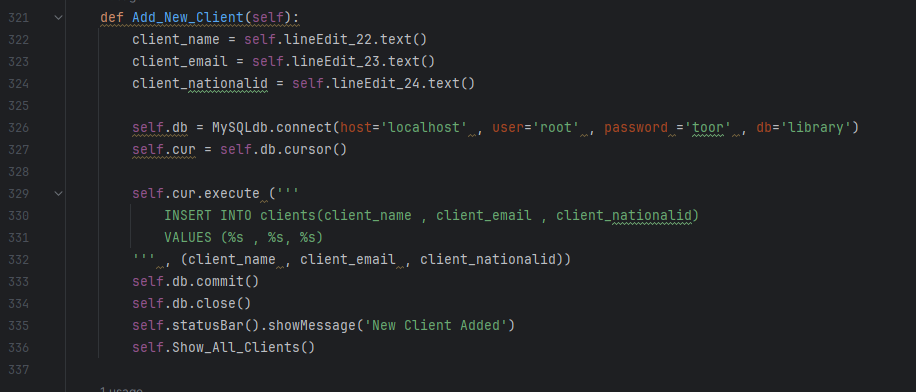 321 def Add_New_Client(self):
322 client_name = self.lineEdit_22.text()
323 client_email = self.lineEdit_23.text()
324 client_nationalid = self.lineEdit_24.text()
325
326 self.db = MySQLdb.connect(host='localhost' , user='root' , password ='toor' , db='library')
327 self.cur = self.db.cursor()
328
329 self.cur.execute ('''
330 INSERT INTO clients(client_name , client_email , client_nationalid)
331 VALUES (%s , %s, %s)
332 ''' , (client_name , client_email , client_nationalid))
333 self.db.commit()
334 self.db.close()
335 self.statusBar().showMessage('New Client Added')
336 self.Show_All_Clients()
337
1 usage